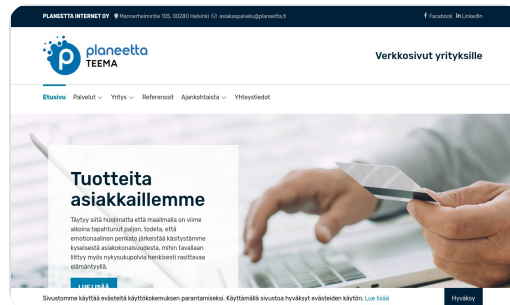 PLANEETTA INTERNET OY Mannerheimintie 105, 00280 Helsinki asiakaspalvelu@planeetta.fi Facebook in LinkedIn
planeetta
TEEMA
Verkkosivut yrityksille
Etusivu Palvelut Yritys Referenssit Ajankohtaista Yhteystiedot
Tuotteita
asiakkaillemme
Täytyy siitä huolimatta että maailmalla on viime
aikoina tapahtunut paljon, todeta, että
emotionaalinen perikato järkeistää käsitystämme
kyseisestä asiakokonaisuudesta, mihin tavallaan
liittyy myös nykysukupolvia henkisesti rasittavaa
elämäntyyliä.
LUE LISÄÄ
Sivustomme käyttää evästeitä käyttökokemuksen parantamiseksi. Käyttämällä sivustoa hyväksyt evästeiden käytön. Lue lisää Hyväksy